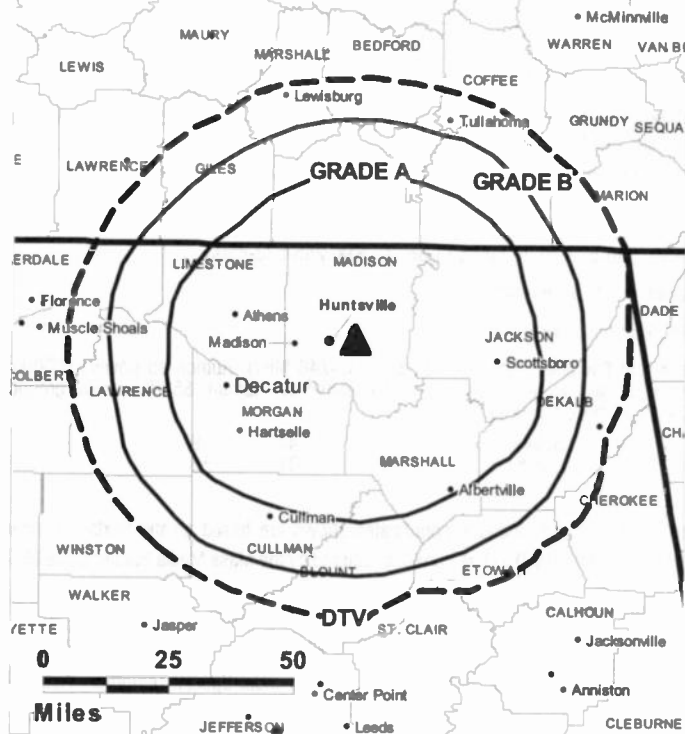 McMinnville
MAURY
MARSHALL
BEDFORD
WARREN
VAN BU
LEWIS
COFFEE
Lewisburg
Tullahoma
GRUNDY
SEQUA
E
LAWRENCE
GILES
GRADE A
GRADE B
MARION
ERDALE
LIMESTONE
MADISON
Florence
Huntsville
DADE
Muscle Shoals
Athens
Madison
JACKSON
Scottsboro
COLBERT
LAWRENCE
Decatur
DEKALB
MORGAN
Hartselle
CHA
MARSHALL
Albertville
CHEROKEE
Cullman
WINSTON
CULLMAN
BLOUNT
ETOWAH
WALKER
CALHOUN
YETTE
Jasper
DTV
ST. CLAIR
Jacksonville
0 25 50
Center Point
Anniston
Miles
JEFFERSON
Leeds
CLEBURNE